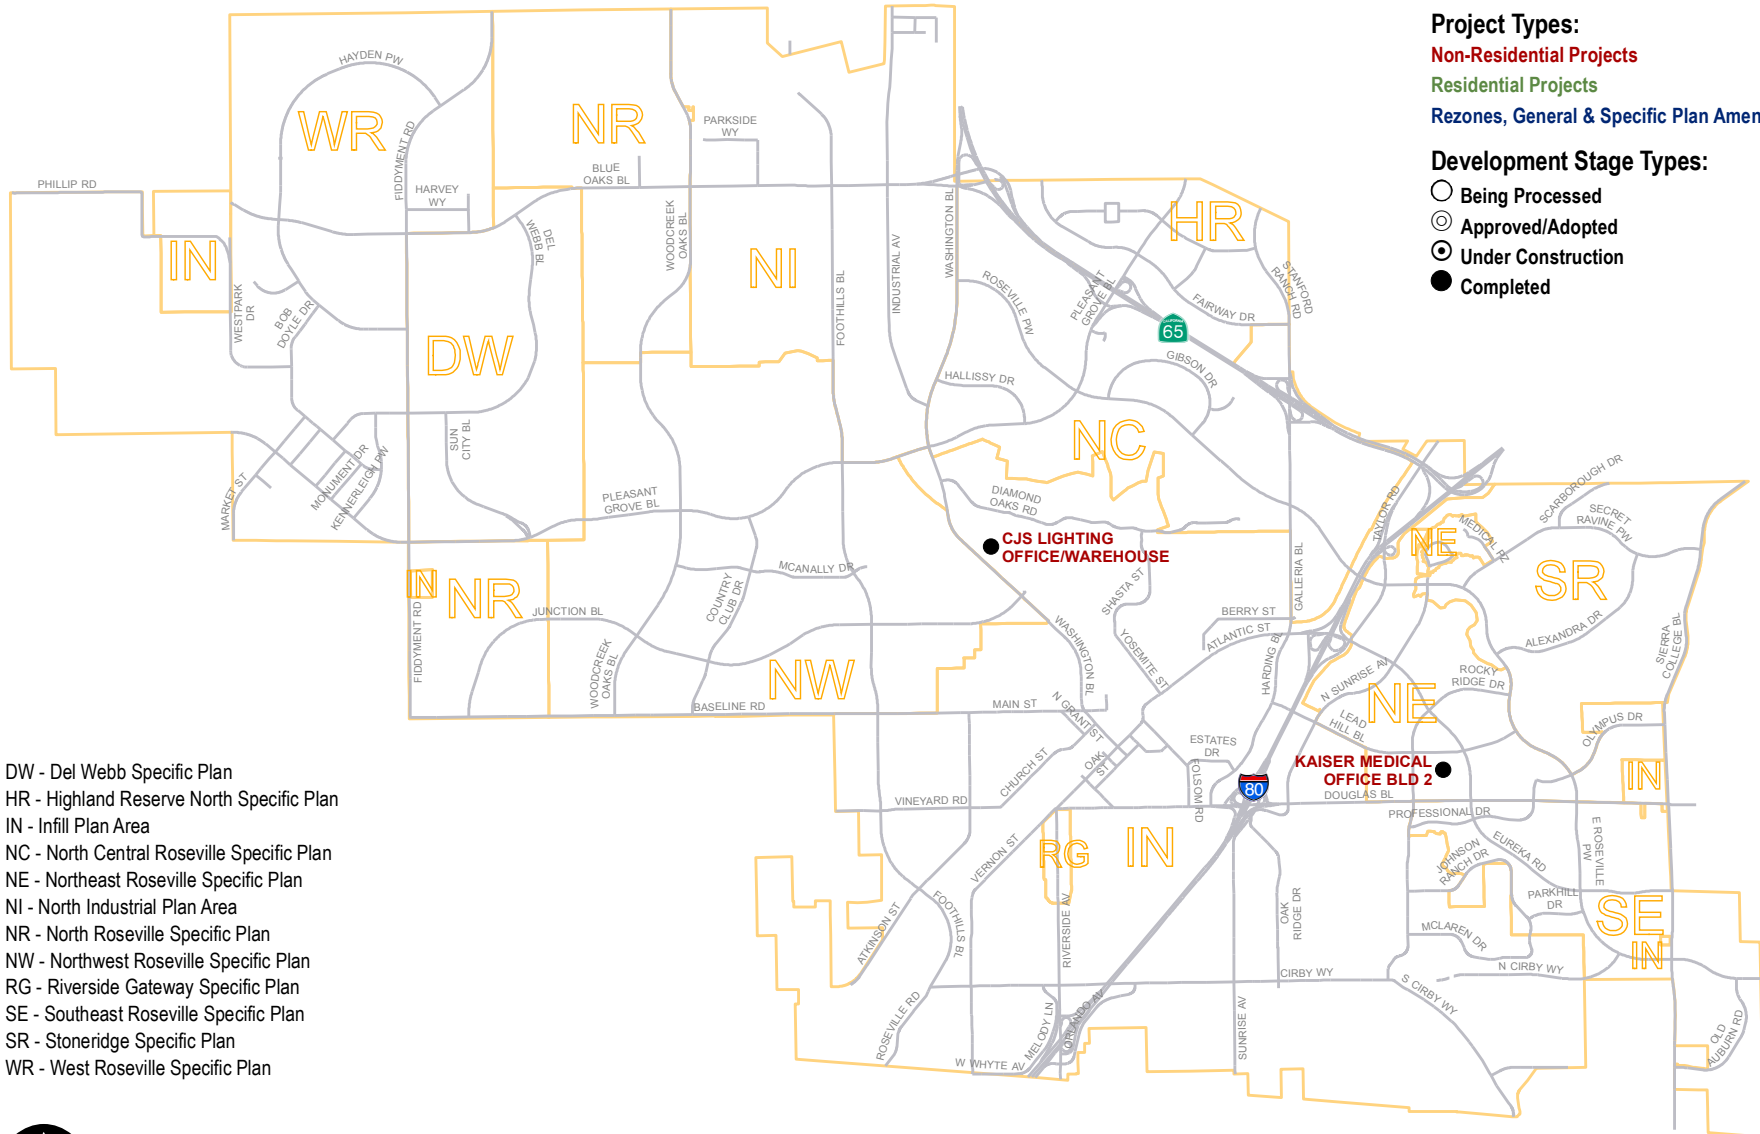 Project Types:
Non-Residential Projects
Residential Projects
Rezones, General & Specific Plan Amen
Development Stage Types:
Being Processed
Approved/Adopted
Under Construction
Completed
HAYDEN PW
WR
NR
PARKSIDE
WY
FIDDYMENT RD
BLUE
OAKS BL
PHILLIP RD
HARVEY
WY
DEL
WEBB BL
WOODCREEK
OAKS BL
WASHINGTON BL
HR
IN
NI
INDUSTRIAL AV
FOOTHILLS BL
ROSEVILLE PW
PLEASANT
GROVE BL
STANFORD
RANCH RD
FAIRWAY DR
WESTPARK
DR
BOB
DOYLE DR
CALIFORNIA
65
DW
GIBSON DR
HALLISSY DR
SUN
CITY BL
NC
MONUMENT DR
KENNERLEIGH PW
MARKET ST
PLEASANT
GROVE BL
DIAMOND
OAKS RD
TAYLOR RD
SCARBOROUGH DR
SECRET
RAVINE PW
MEDICAL PZ
NE
CJS LIGHTING
OFFICE/WAREHOUSE
MCANALLY DR
COUNTRY
CLUB DR
SHASTA ST
GALLERIA BL
SR
IN
NR
JUNCTION BL
FIDDYMENT RD
BERRY ST
ATLANTIC ST
YOSEMITE ST
WASHINGTON BL
HARDING BL
ALEXANDRA DR
SIERRA
COLLEGE BL
WOODCREEK
OAKS BL
NW
N SUNRISE AV
ROCKY
RIDGE DR
NE
BASELINE RD
MAIN ST
N GRANT ST
LEAD
HILL BL
OLYMPUS DR
ESTATES
DR
OAK
ST
CHURCH ST
FOLSOM RD
KAISER MEDICAL
OFFICE BLD 2
80
DOUGLAS BL
IN
VINEYARD RD
PROFESSIONAL DR
VERNON ST
RG
IN
JOHNSON
RANCH DR
EUREKA RD
E ROSEVILLE
PW
PARKHILL
DR
ATKINSON ST
FOOTHILLS BL
RIVERSIDE AV
OAK
RIDGE DR
MCLAREN DR
SE
IN
CIRBY WY
N CIRBY WY
S CIRBY WY
ROSEVILLE RD
MELODY LN
ORLANDO AV
SUNRISE AV
W WHYTE AV
OLD
AUBURN RD
DW - Del Webb Specific Plan
HR - Highland Reserve North Specific Plan
IN - Infill Plan Area
NC - North Central Roseville Specific Plan
NE - Northeast Roseville Specific Plan
NI - North Industrial Plan Area
NR - North Roseville Specific Plan
NW - Northwest Roseville Specific Plan
RG - Riverside Gateway Specific Plan
SE - Southeast Roseville Specific Plan
SR - Stoneridge Specific Plan
WR - West Roseville Specific Plan